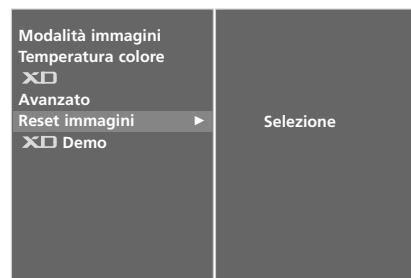 Modalità immagini
Temperatura colore
XD
Avanzato
Reset immagini ►
XD Demo
Selezione